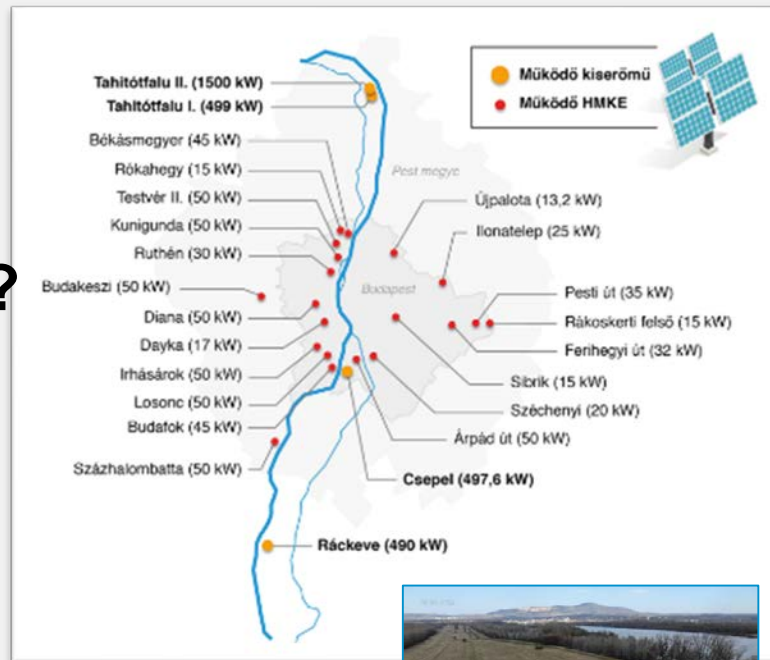 Működő kiserőmű
Működő HMKE
Tahitótfalu II. (1500 kW)
Tahitótfalu I. (499 kW)
Békásmegyer (45 kW)
Rókahegy (15 kW)
Testvér II. (50 kW)
Kunigunda (50 kW)
Ruthén (30 kW)
?
Budakeszi (50 kW)
Diana (50 kW)
Dayka (17 kW)
Irhásárok (50 kW)
Losonc (50 kW)
Budafok (45 kW)
Százhalombatta (50 kW)
Pest megye
Budapest
Újpalota (13,2 kW)
Ilonatelep (25 kW)
Pesti út (35 kW)
Rákoskerti felső (15 kW)
Ferihegyi út (32 kW)
Sibrik (15 kW)
Széchenyi (20 kW)
Árpád út (50 kW)
Csepel (497,6 kW)
Ráckeve (490 kW)